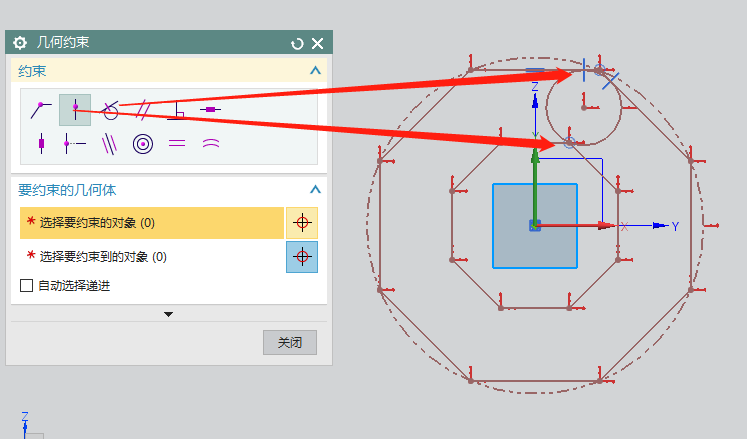 几何约束
约束
要约束的几何体
* 选择要约束的对象 (0)
* 选择要约束到的对象 (0)
自动选择递进
关闭
Z
X
Y
Z